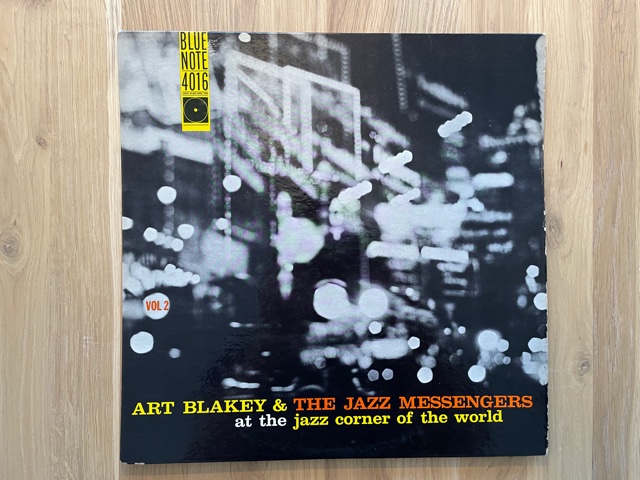 BLUE
NOTE
4016
VOL 2
ART BLAKEY & THE JAZZ MESSENGERS
at the jazz corner of the world